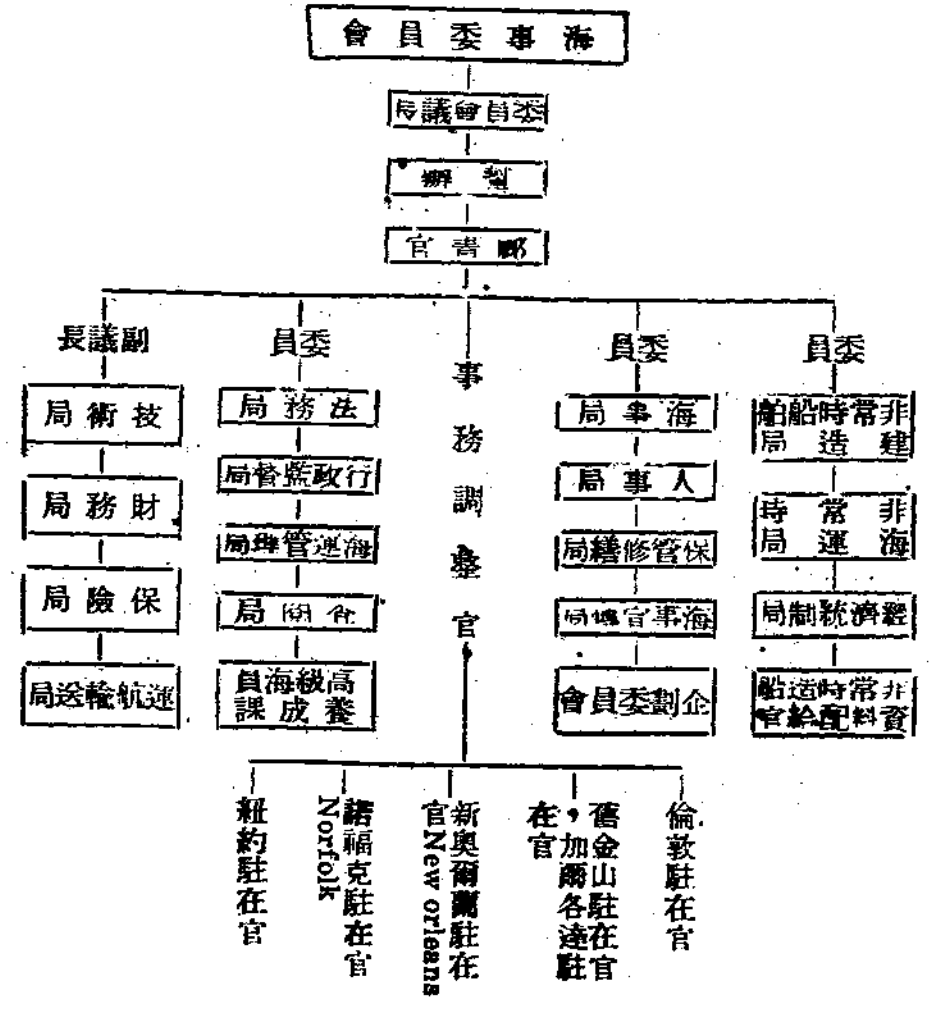 海事委員會
委員會議長
辦
書官
委員
非常時船舶
建造局
非常時
海運局
經濟統制局
非常時造船
資料配給官
委員
海事局
人事局
保管修繕局
海事官局
企劃委員會
事務調整官
委員
法務局
行政監督局
海運管理局
局
高級海員
養成課
副議長
技術局
財務局
保險局
運航輸送局
倫敦駐在官
舊金山駐在官
，加爾各達駐
在官
新奧爾蘭駐在
官New orleans
諾福克駐在官
Norfolk
紐約駐在官